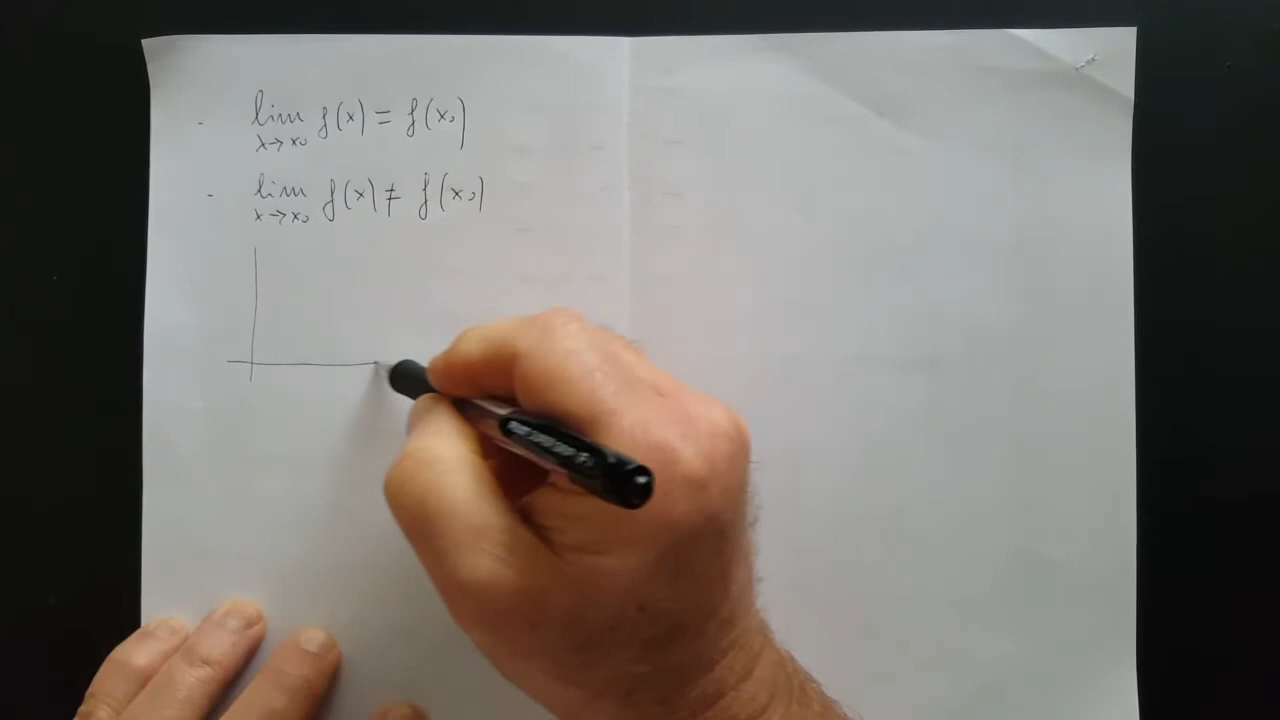 - lim f(x) = f(x₀)
x→x₀
- lim f(x) ≠ f(x₀)
x→x₀